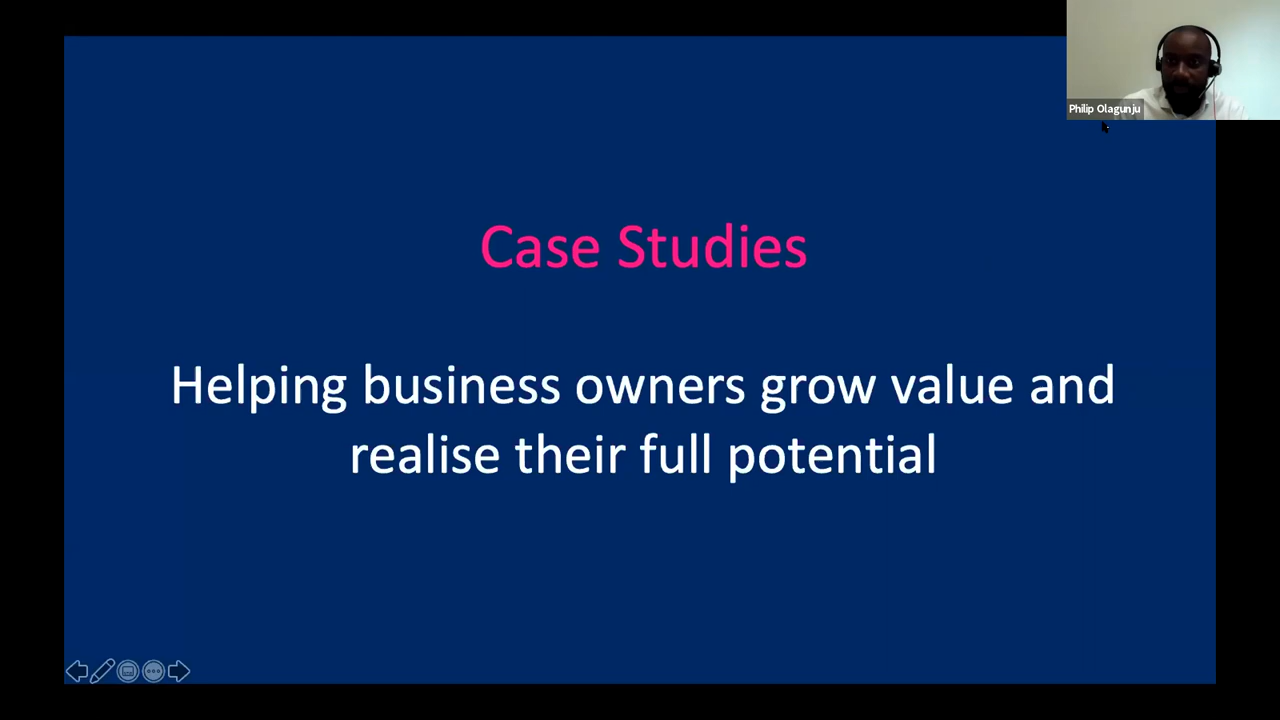 Philip Olagunju
Case Studies
Helping business owners grow value and
realise their full potential